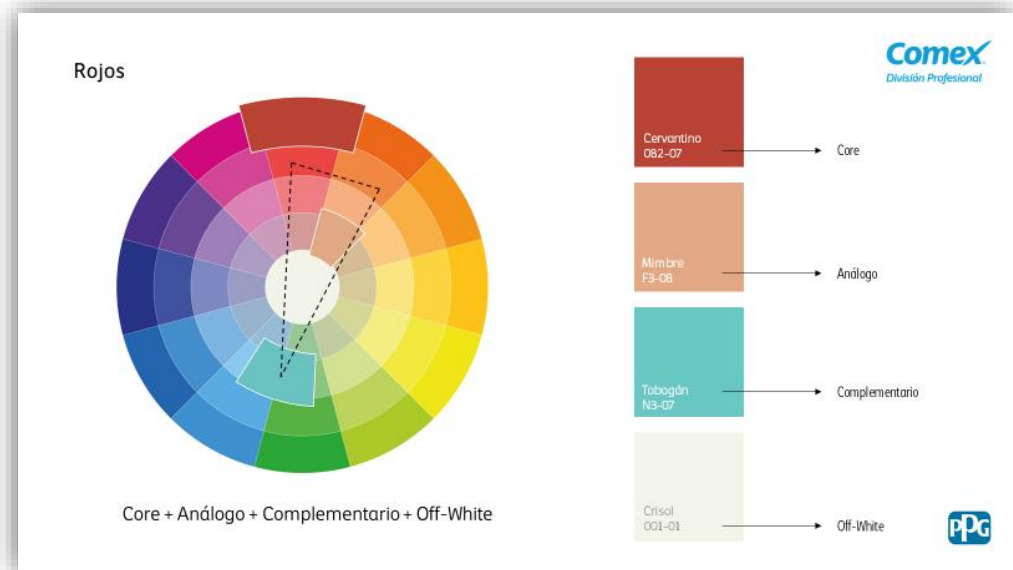 Rojos
Comex
División Profesional
Cervantino
082-07
Core
Mimbre
F3-08
Análogo
Tobogán
N3-07
Complementario
Crisol
001-01
Off-White
Core + Análogo + Complementario + Off-White
PPG